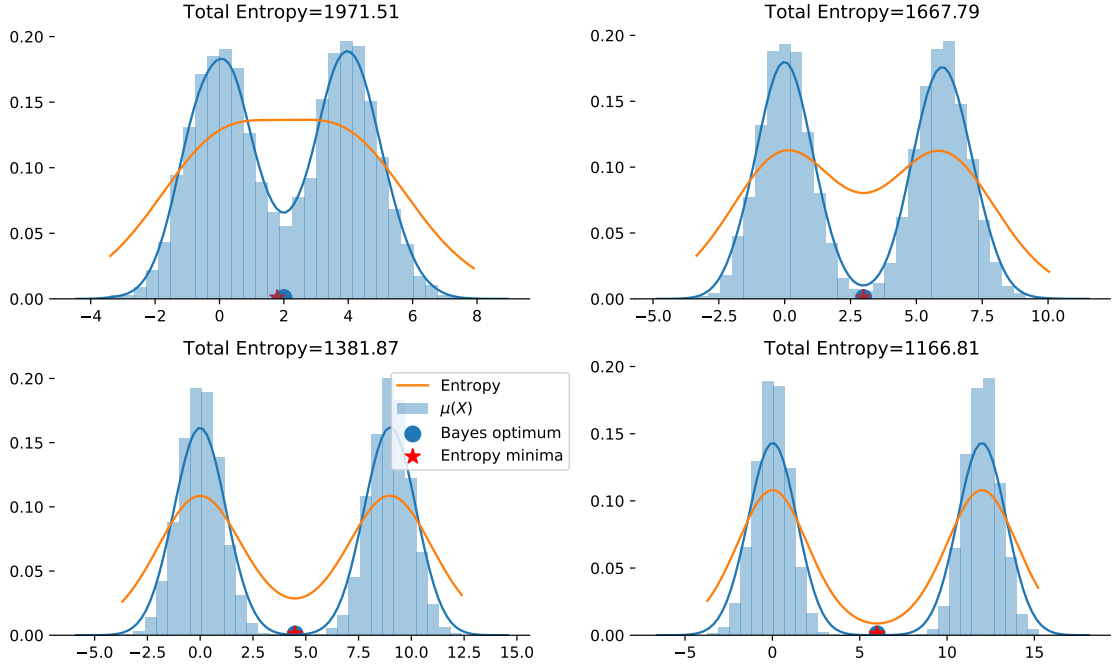 Total Entropy=1971.51
0.20
0.15
0.10
0.05
0.00
−4 −2 0 2 4 6 8
Total Entropy=1667.79
0.20
0.15
0.10
0.05
0.00
−5.0 −2.5 0.0 2.5 5.0 7.5 10.0
Total Entropy=1381.87
0.20
0.15
0.10
0.05
0.00
−5.0 −2.5 0.0 2.5 5.0 7.5 10.0 12.5 15.0
Entropy
μ(X)
Bayes optimum
Entropy minima
Total Entropy=1166.81
0.20
0.15
0.10
0.05
0.00
−5 0 5 10 15